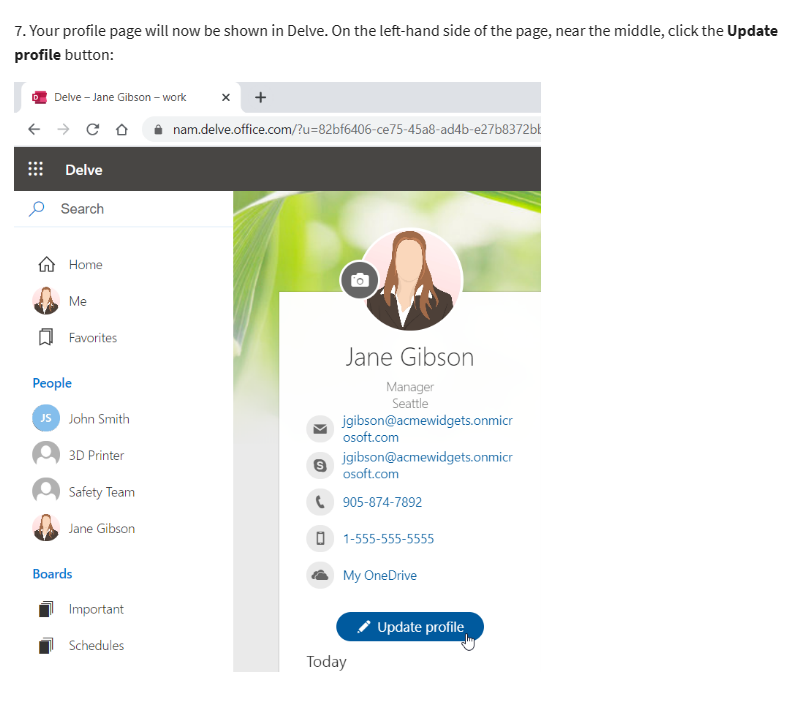 7. Your profile page will now be shown in Delve. On the left-hand side of the page, near the middle, click the Update
profile button:
Delve – Jane Gibson – work
nam.delve.office.com/?u=82bf6406-ce75-45a8-ad4b-e27b8372bb
Delve
Search
Home
Me
Favorites
People
JS John Smith
3D Printer
Safety Team
Jane Gibson
Boards
Important
Schedules
Jane Gibson
Manager
Seattle
jgibson@acmewidgets.onmicr
osoft.com
jgibson@acmewidgets.onmicr
osoft.com
905-874-7892
1-555-555-5555
My OneDrive
Update profile
Today